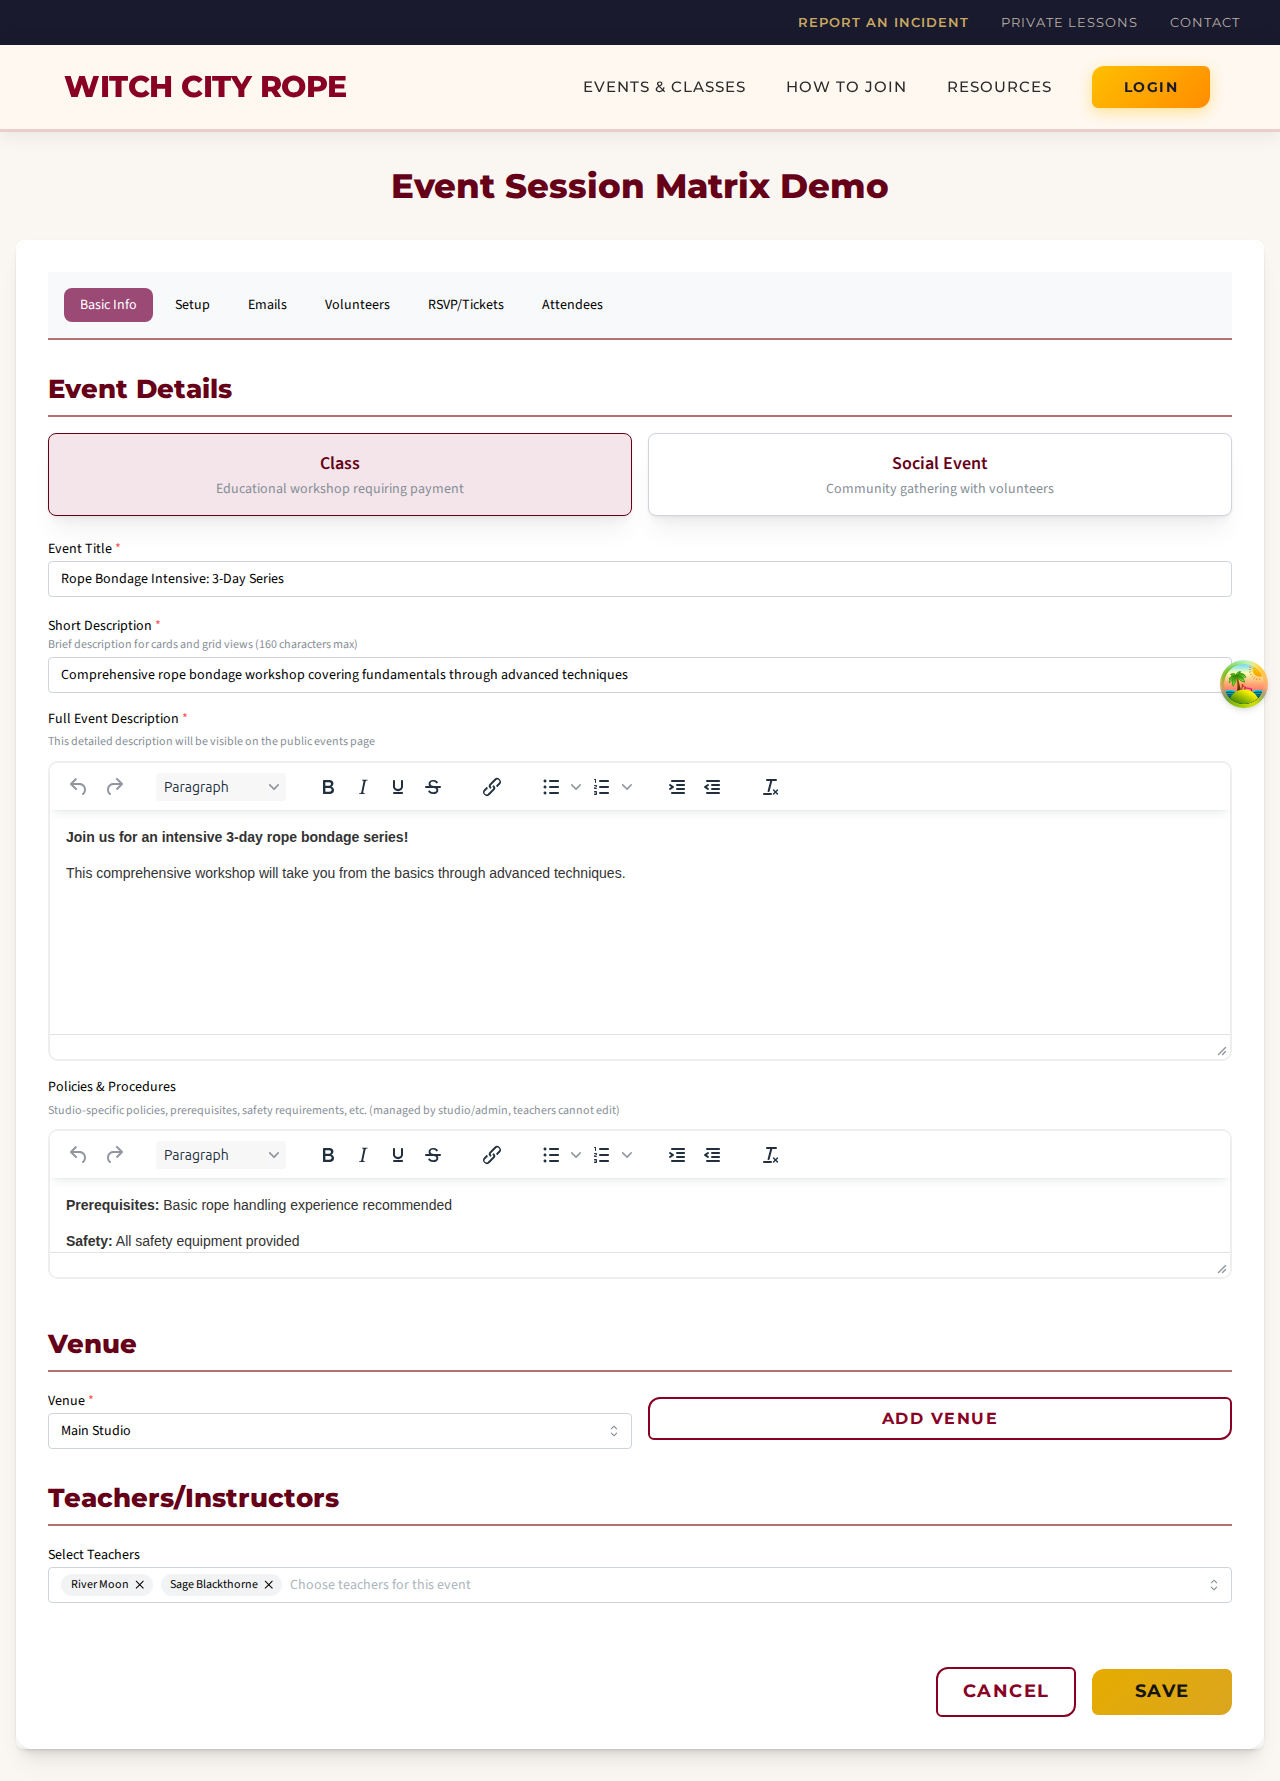 REPORT AN INCIDENT PRIVATE LESSONS CONTACT
WITCH CITY ROPE EVENTS & CLASSES HOW TO JOIN RESOURCES LOGIN
Event Session Matrix Demo
Basic Info Setup Emails Volunteers RSVP/Tickets Attendees
Event Details
Class
Educational workshop requiring payment
Social Event
Community gathering with volunteers
Event Title *
Rope Bondage Intensive: 3-Day Series
Short Description *
Brief description for cards and grid views (160 characters max)
Comprehensive rope bondage workshop covering fundamentals through advanced techniques
Full Event Description *
This detailed description will be visible on the public events page
Paragraph B I U S
Join us for an intensive 3-day rope bondage series!
This comprehensive workshop will take you from the basics through advanced techniques.
Policies & Procedures
Studio-specific policies, prerequisites, safety requirements, etc. (managed by studio/admin, teachers cannot edit)
Paragraph B I U S
Prerequisites: Basic rope handling experience recommended
Safety: All safety equipment provided
Venue
Venue *
Main Studio
ADD VENUE
Teachers/Instructors
Select Teachers
River Moon Sage Blackthorne Choose teachers for this event
CANCEL SAVE